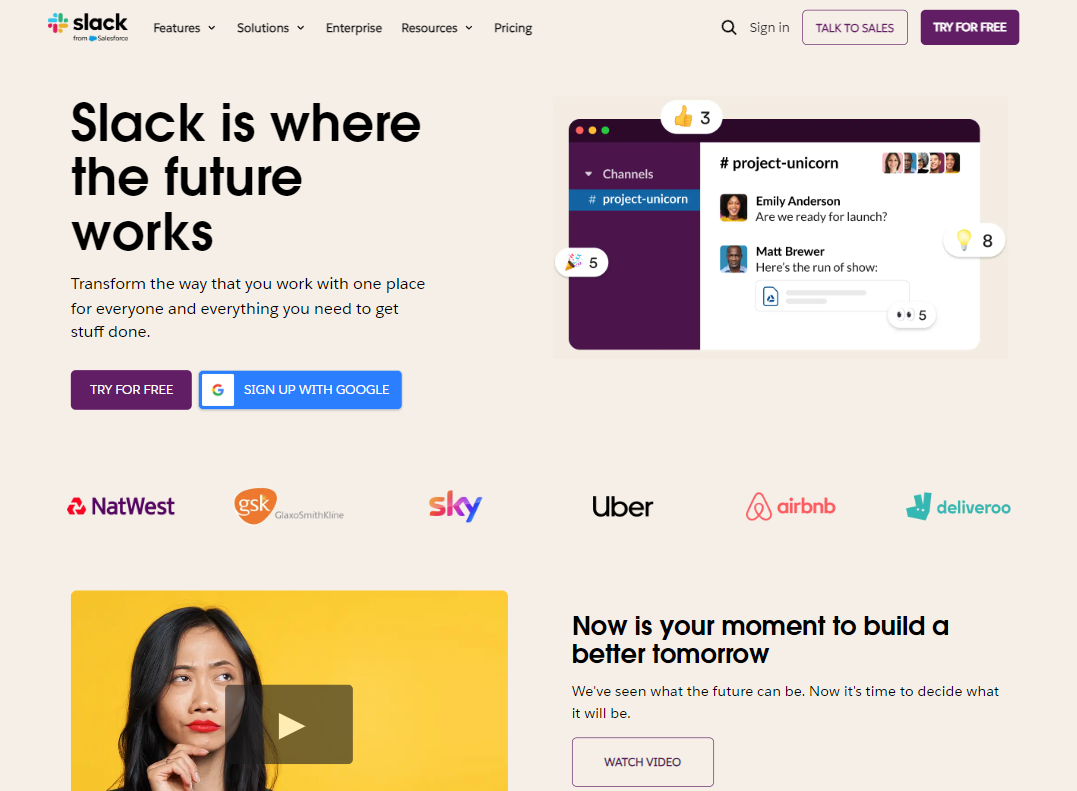 slack
from Salesforce
Features
Solutions
Enterprise
Resources
Pricing
Sign in
TALK TO SALES
TRY FOR FREE
Slack is where
the future
works
Transform the way that you work with one place
for everyone and everything you need to get
stuff done.
TRY FOR FREE
G SIGN UP WITH GOOGLE
3
# project-unicorn
Channels
# project-unicorn
Emily Anderson
Are we ready for launch?
8
Matt Brewer
Here's the run of show:
5
5
NatWest
gsk
GlaxoSmithKline
sky
Uber
airbnb
deliveroo
Now is your moment to build a
better tomorrow
We've seen what the future can be. Now it's time to decide what
it will be.
WATCH VIDEO